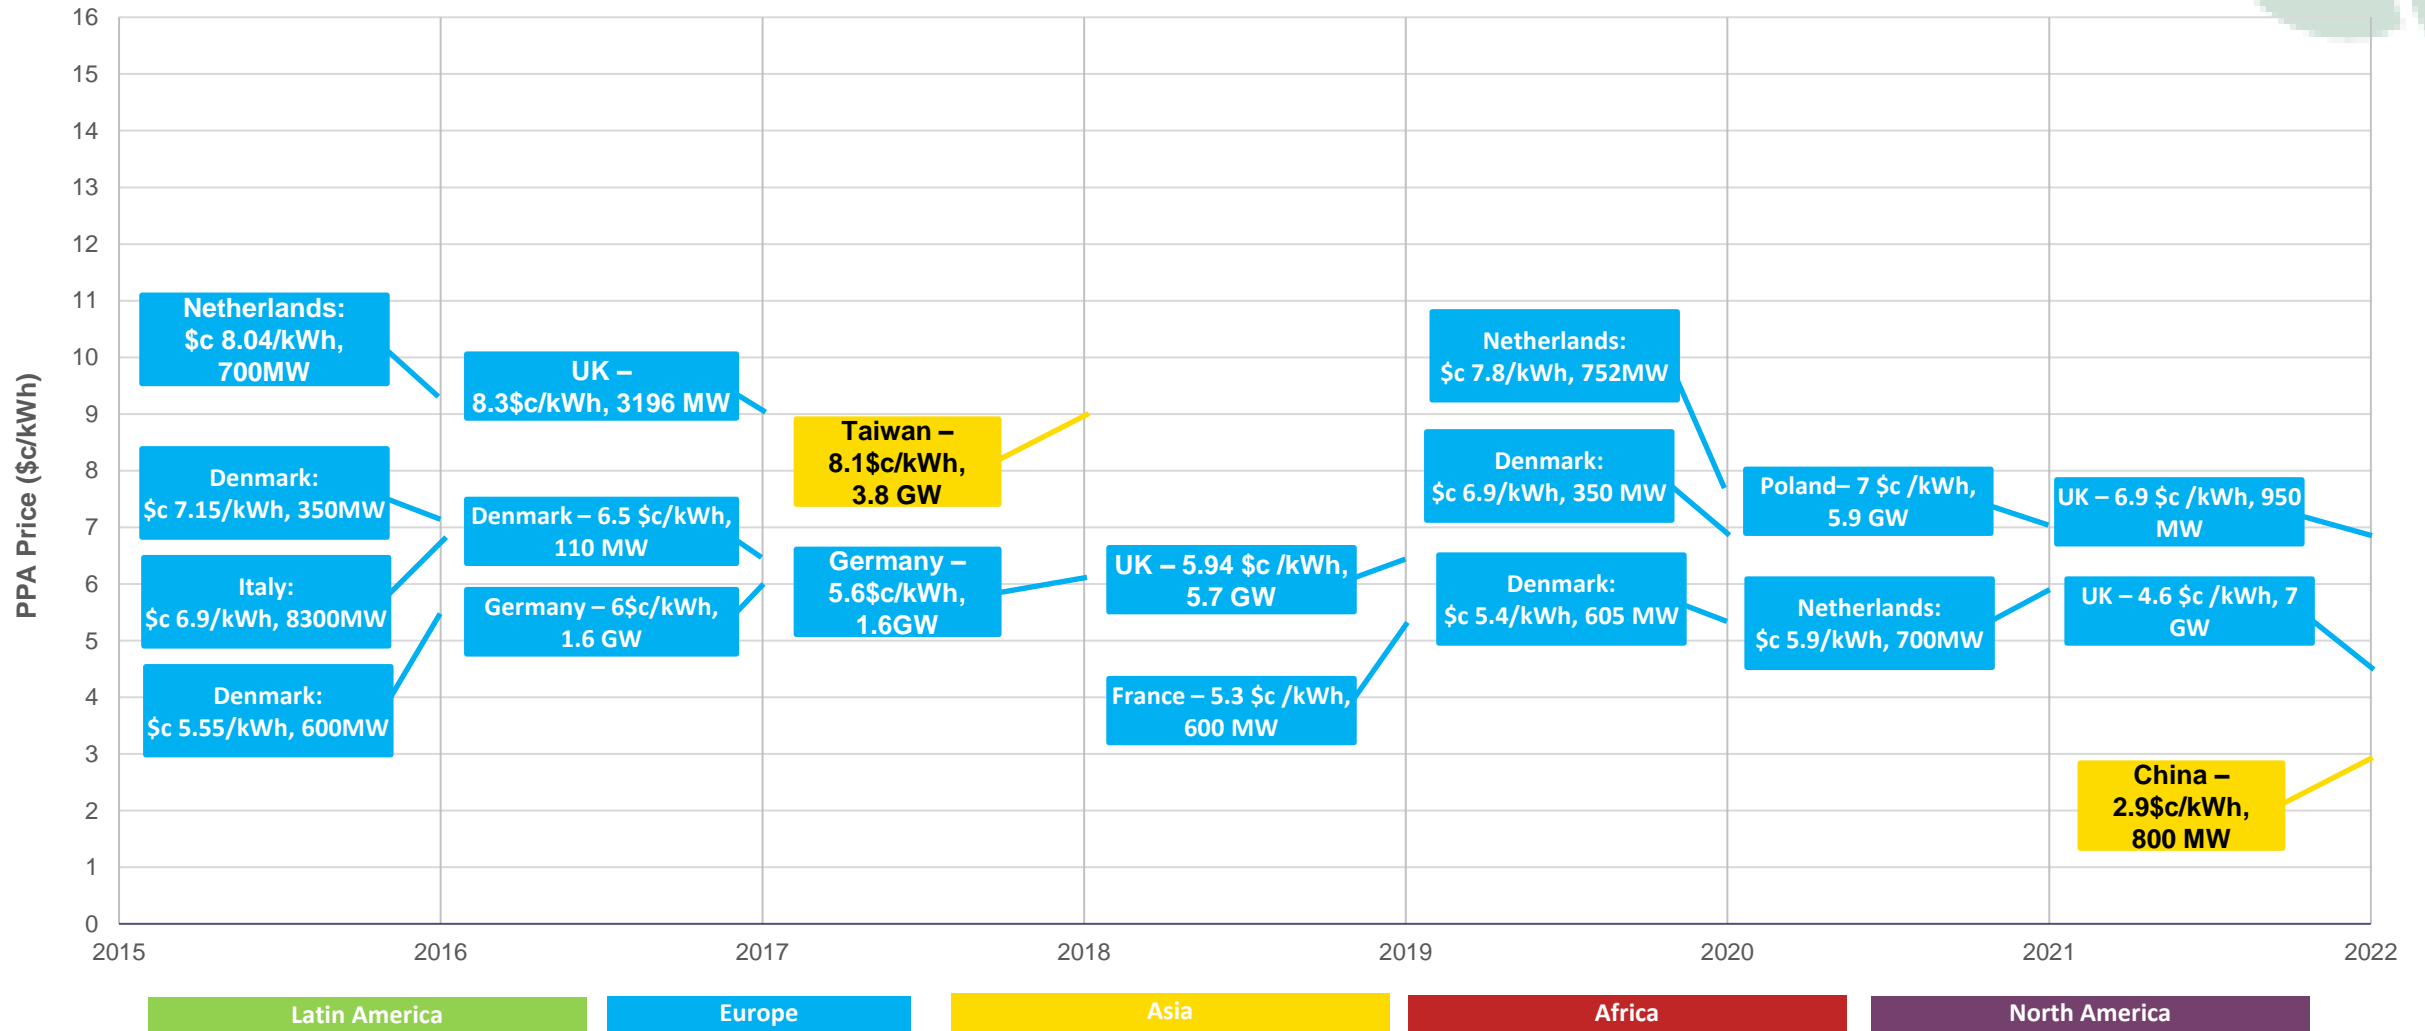 PPA Price ($c/kWh)
16
15
14
13
12
11
10
9
8
7
6
5
4
3
2
1
0
Netherlands:
$c 8.04/kWh,
700MW
Denmark:
$c 7.15/kWh, 350MW
Italy:
$c 6.9/kWh, 8300MW
Denmark:
$c 5.55/kWh, 600MW
UK –
8.3$c/kWh, 3196 MW
Denmark – 6.5 $c/kWh,
110 MW
Germany – 6$c/kWh,
1.6 GW
Taiwan –
8.1$c/kWh,
3.8 GW
Germany –
5.6$c/kWh,
1.6GW
UK – 5.94 $c /kWh,
5.7 GW
France – 5.3 $c /kWh,
600 MW
Netherlands:
$c 7.8/kWh, 752MW
Denmark:
$c 6.9/kWh, 350 MW
Denmark:
$c 5.4/kWh, 605 MW
Poland– 7 $c /kWh,
5.9 GW
Netherlands:
$c 5.9/kWh, 700MW
UK – 6.9 $c /kWh, 950
MW
UK – 4.6 $c /kWh, 7
GW
China –
2.9$c/kWh,
800 MW
2015
2016
2017
2018
2019
2020
2021
2022
Latin America
Europe
Asia
Africa
North America